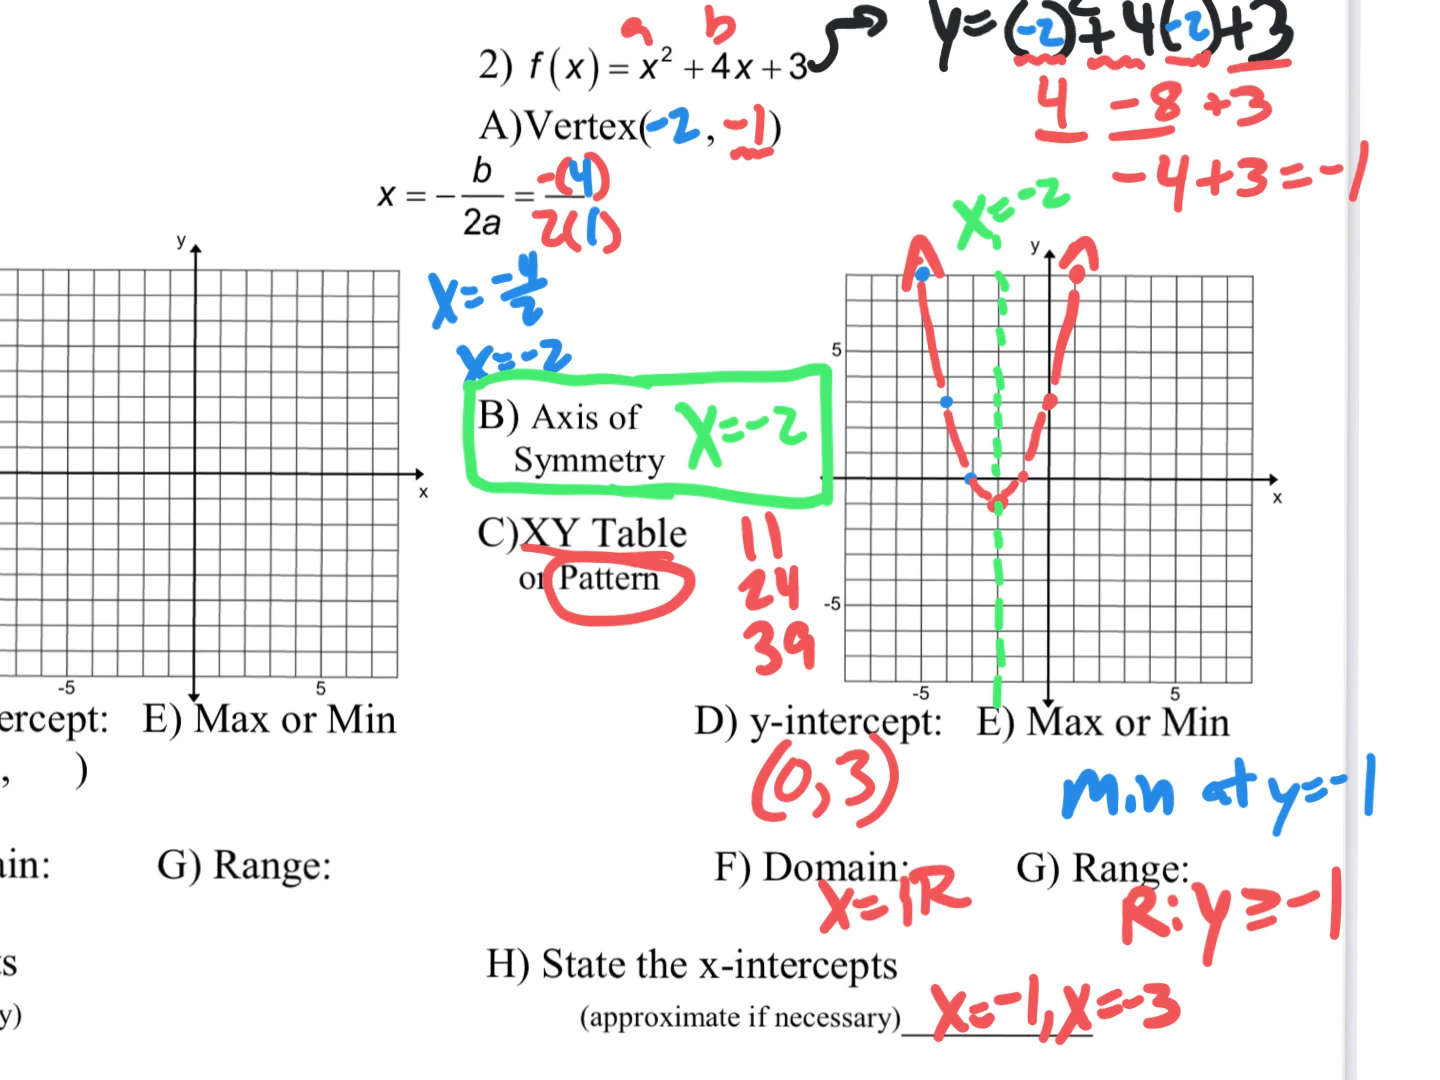 a b
2) f(x) = x² + 4x + 3 → y=(-2)²+4(-2)+3
4 -8 +3
A)Vertex(-2, -1)
-4+3=-1
x = -b/2a = -(4)/2(1)
x=-2
y y
x=-4/2
5
x=-2
B) Axis of x=-2
Symmetry
x x
C)XY Table 11
or Pattern 24
-5
39
-5 5 -5 5
ercept: E) Max or Min D) y-intercept: E) Max or Min
, ) (0,3) min at y=-1
ain: G) Range: F) Domain: G) Range:
x=ℝ R: y≥-1
s H) State the x-intercepts
y) (approximate if necessary) x=-1, x=-3